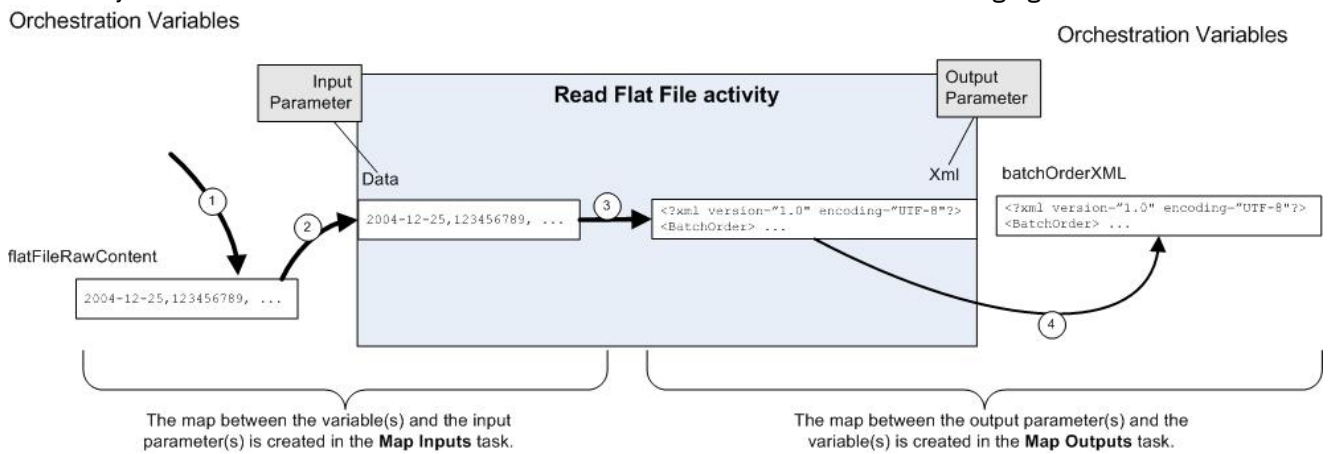 Orchestration Variables
Orchestration Variables
Input
Parameter
Read Flat File activity
Output
Parameter
Data
Xml
batchOrderXML
1
2
3
2004-12-25,123456789, ...
<?xml version="1.0" encoding="UTF-8"?>
<BatchOrder> ...
<?xml version="1.0" encoding="UTF-8"?>
<BatchOrder> ...
flatFileRawContent
2004-12-25,123456789, ...
4
The map between the variable(s) and the input
parameter(s) is created in the Map Inputs task.
The map between the output parameter(s) and the
variable(s) is created in the Map Outputs task.